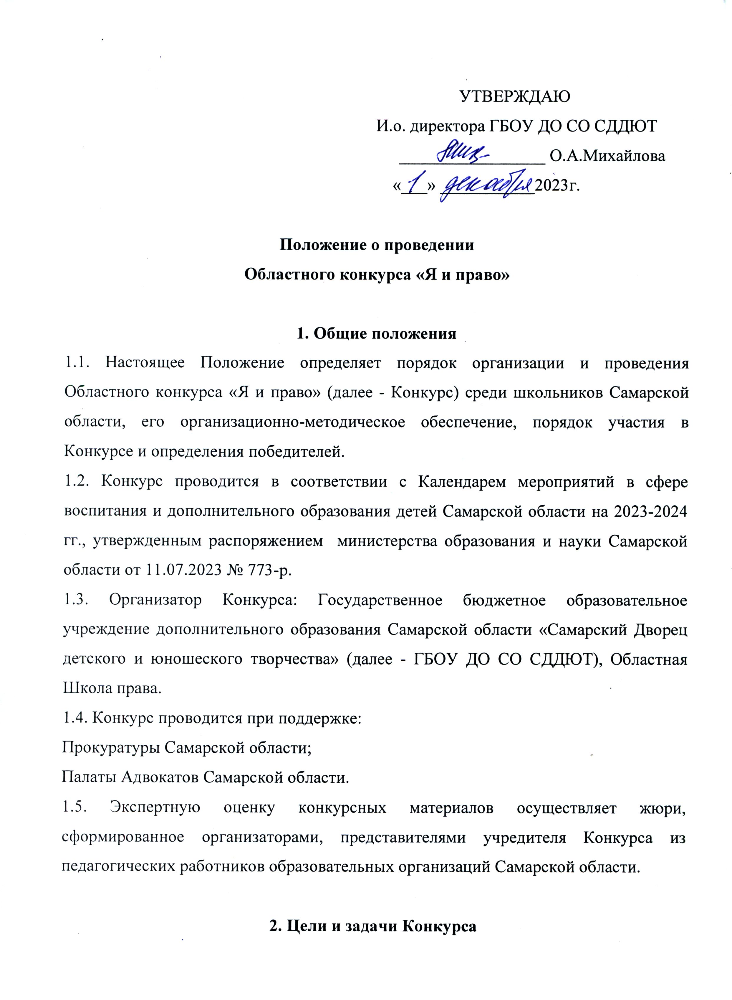 УТВЕРЖДАЮ
И.о. директора ГБОУ ДО СО СДДЮТ
О.А.Михайлова
«1» декабря 2023г.
Положение о проведении
Областного конкурса «Я и право»
1. Общие положения
1.1. Настоящее Положение определяет порядок организации и проведения
Областного конкурса «Я и право» (далее - Конкурс) среди школьников Самарской
области, его организационно-методическое обеспечение, порядок участия в
Конкурсе и определения победителей.
1.2. Конкурс проводится в соответствии с Календарем мероприятий в сфере
воспитания и дополнительного образования детей Самарской области на 2023-2024
гг., утвержденным распоряжением министерства образования и науки Самарской
области от 11.07.2023 № 773-р.
1.3. Организатор Конкурса: Государственное бюджетное образовательное
учреждение дополнительного образования Самарской области «Самарский Дворец
детского и юношеского творчества» (далее - ГБОУ ДО СО СДДЮТ), Областная
Школа права.
1.4. Конкурс проводится при поддержке:
Прокуратуры Самарской области;
Палаты Адвокатов Самарской области.
1.5. Экспертную оценку конкурсных материалов осуществляет жюри,
сформированное организаторами, представителями учредителя Конкурса из
педагогических работников образовательных организаций Самарской области.
2. Цели и задачи Конкурса